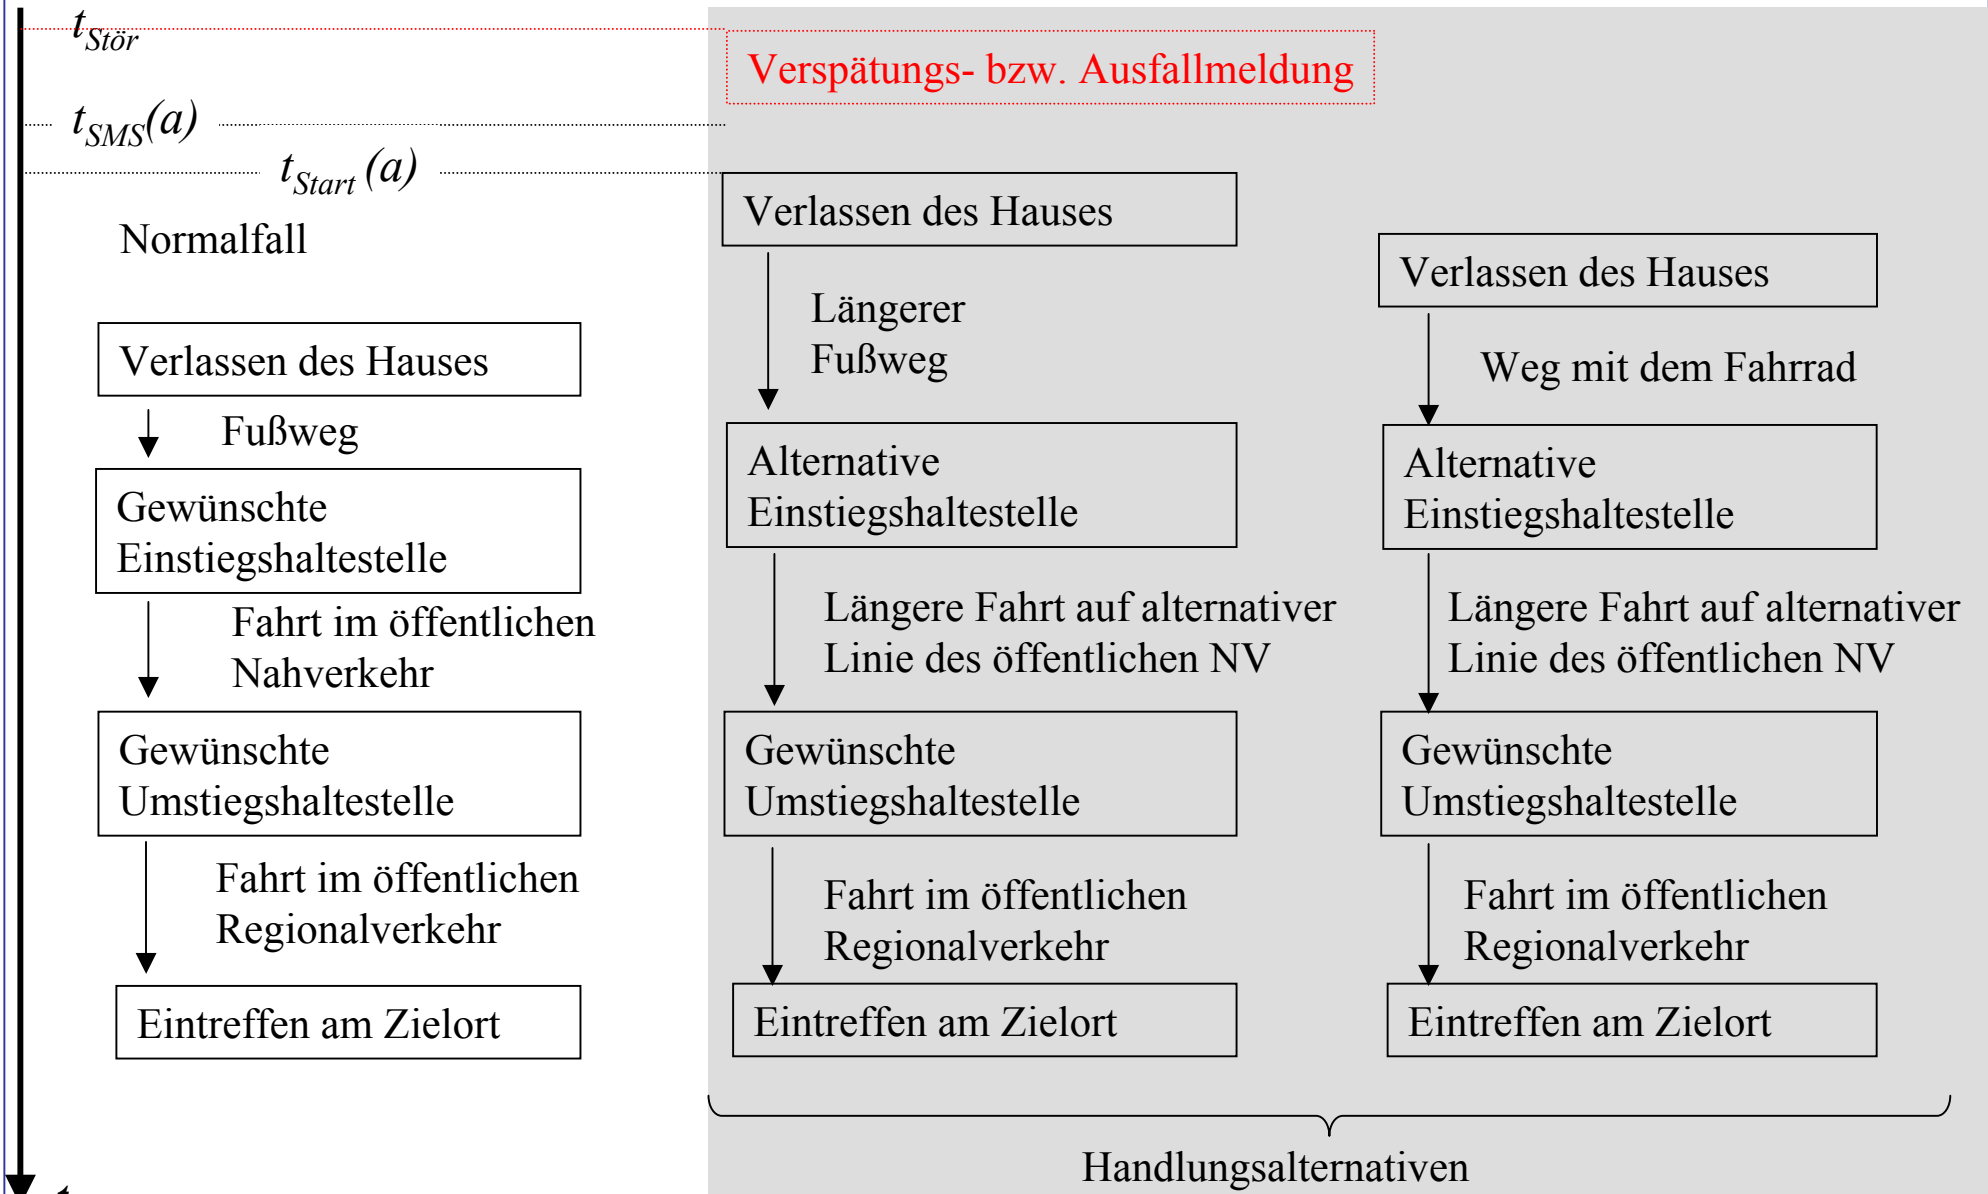 t_Stör
Verspätungs- bzw. Ausfallmeldung
t_SMS(a)
t_Start (a)
Normalfall
Verlassen des Hauses
Fußweg
Gewünschte
Einstiegshaltestelle
Fahrt im öffentlichen
Nahverkehr
Gewünschte
Umstiegshaltestelle
Fahrt im öffentlichen
Regionalverkehr
Eintreffen am Zielort
Verlassen des Hauses
Längerer
Fußweg
Alternative
Einstiegshaltestelle
Längere Fahrt auf alternativer
Linie des öffentlichen NV
Gewünschte
Umstiegshaltestelle
Fahrt im öffentlichen
Regionalverkehr
Eintreffen am Zielort
Verlassen des Hauses
Weg mit dem Fahrrad
Alternative
Einstiegshaltestelle
Längere Fahrt auf alternativer
Linie des öffentlichen NV
Gewünschte
Umstiegshaltestelle
Fahrt im öffentlichen
Regionalverkehr
Eintreffen am Zielort
Handlungsalternativen
t